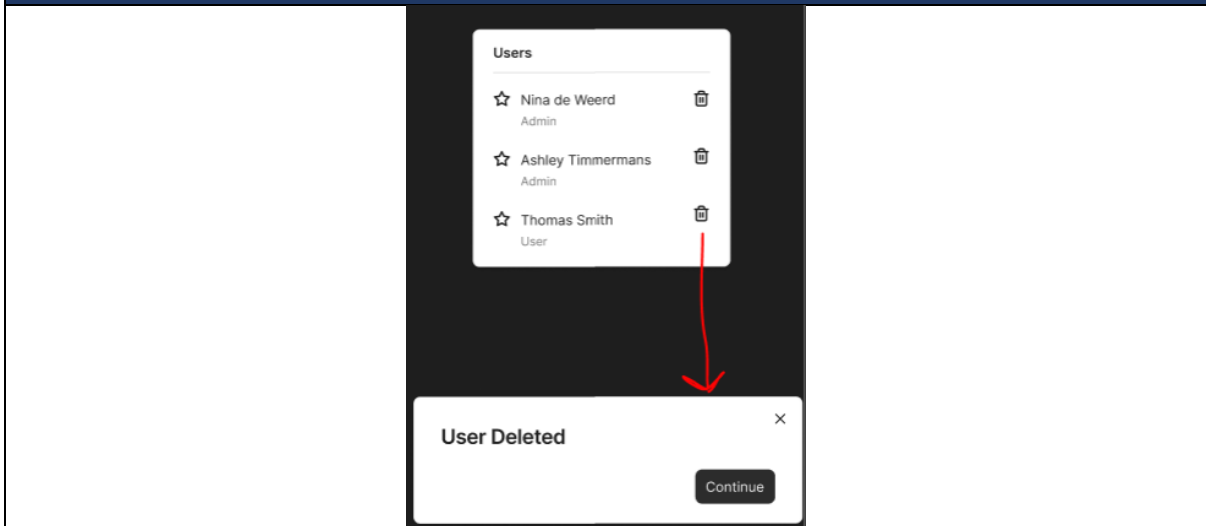 Users
Nina de Weerd
Admin
Ashley Timmermans
Admin
Thomas Smith
User
User Deleted
Continue